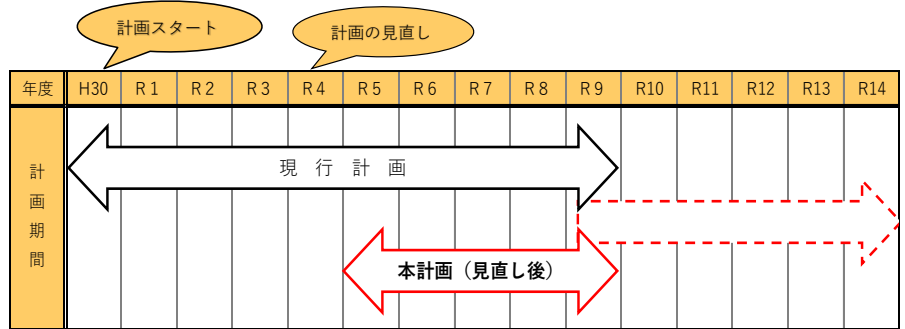 計画スタート
計画の見直し
年度 H30 R1 R2 R3 R4 R5 R6 R7 R8 R9 R10 R11 R12 R13 R14
計画期間
現行計画
本計画（見直し後）